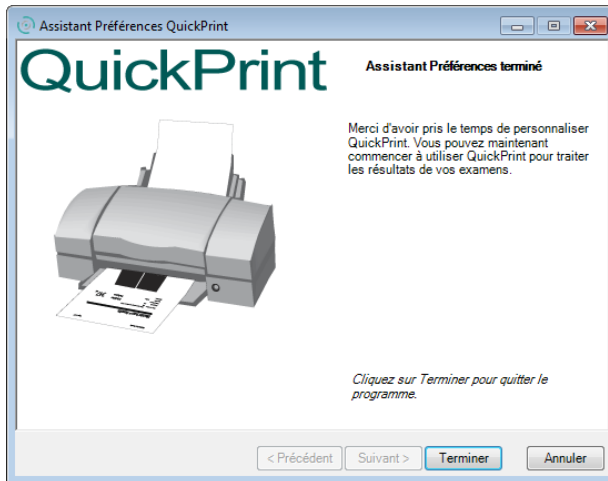 Assistant Préférences QuickPrint
QuickPrint
Assistant Préférences terminé
Merci d'avoir pris le temps de personnaliser
QuickPrint. Vous pouvez maintenant
commencer à utiliser QuickPrint pour traiter
les résultats de vos examens.
Cliquez sur Terminer pour quitter le
programme.
< Précédent
Suivant >
Terminer
Annuler